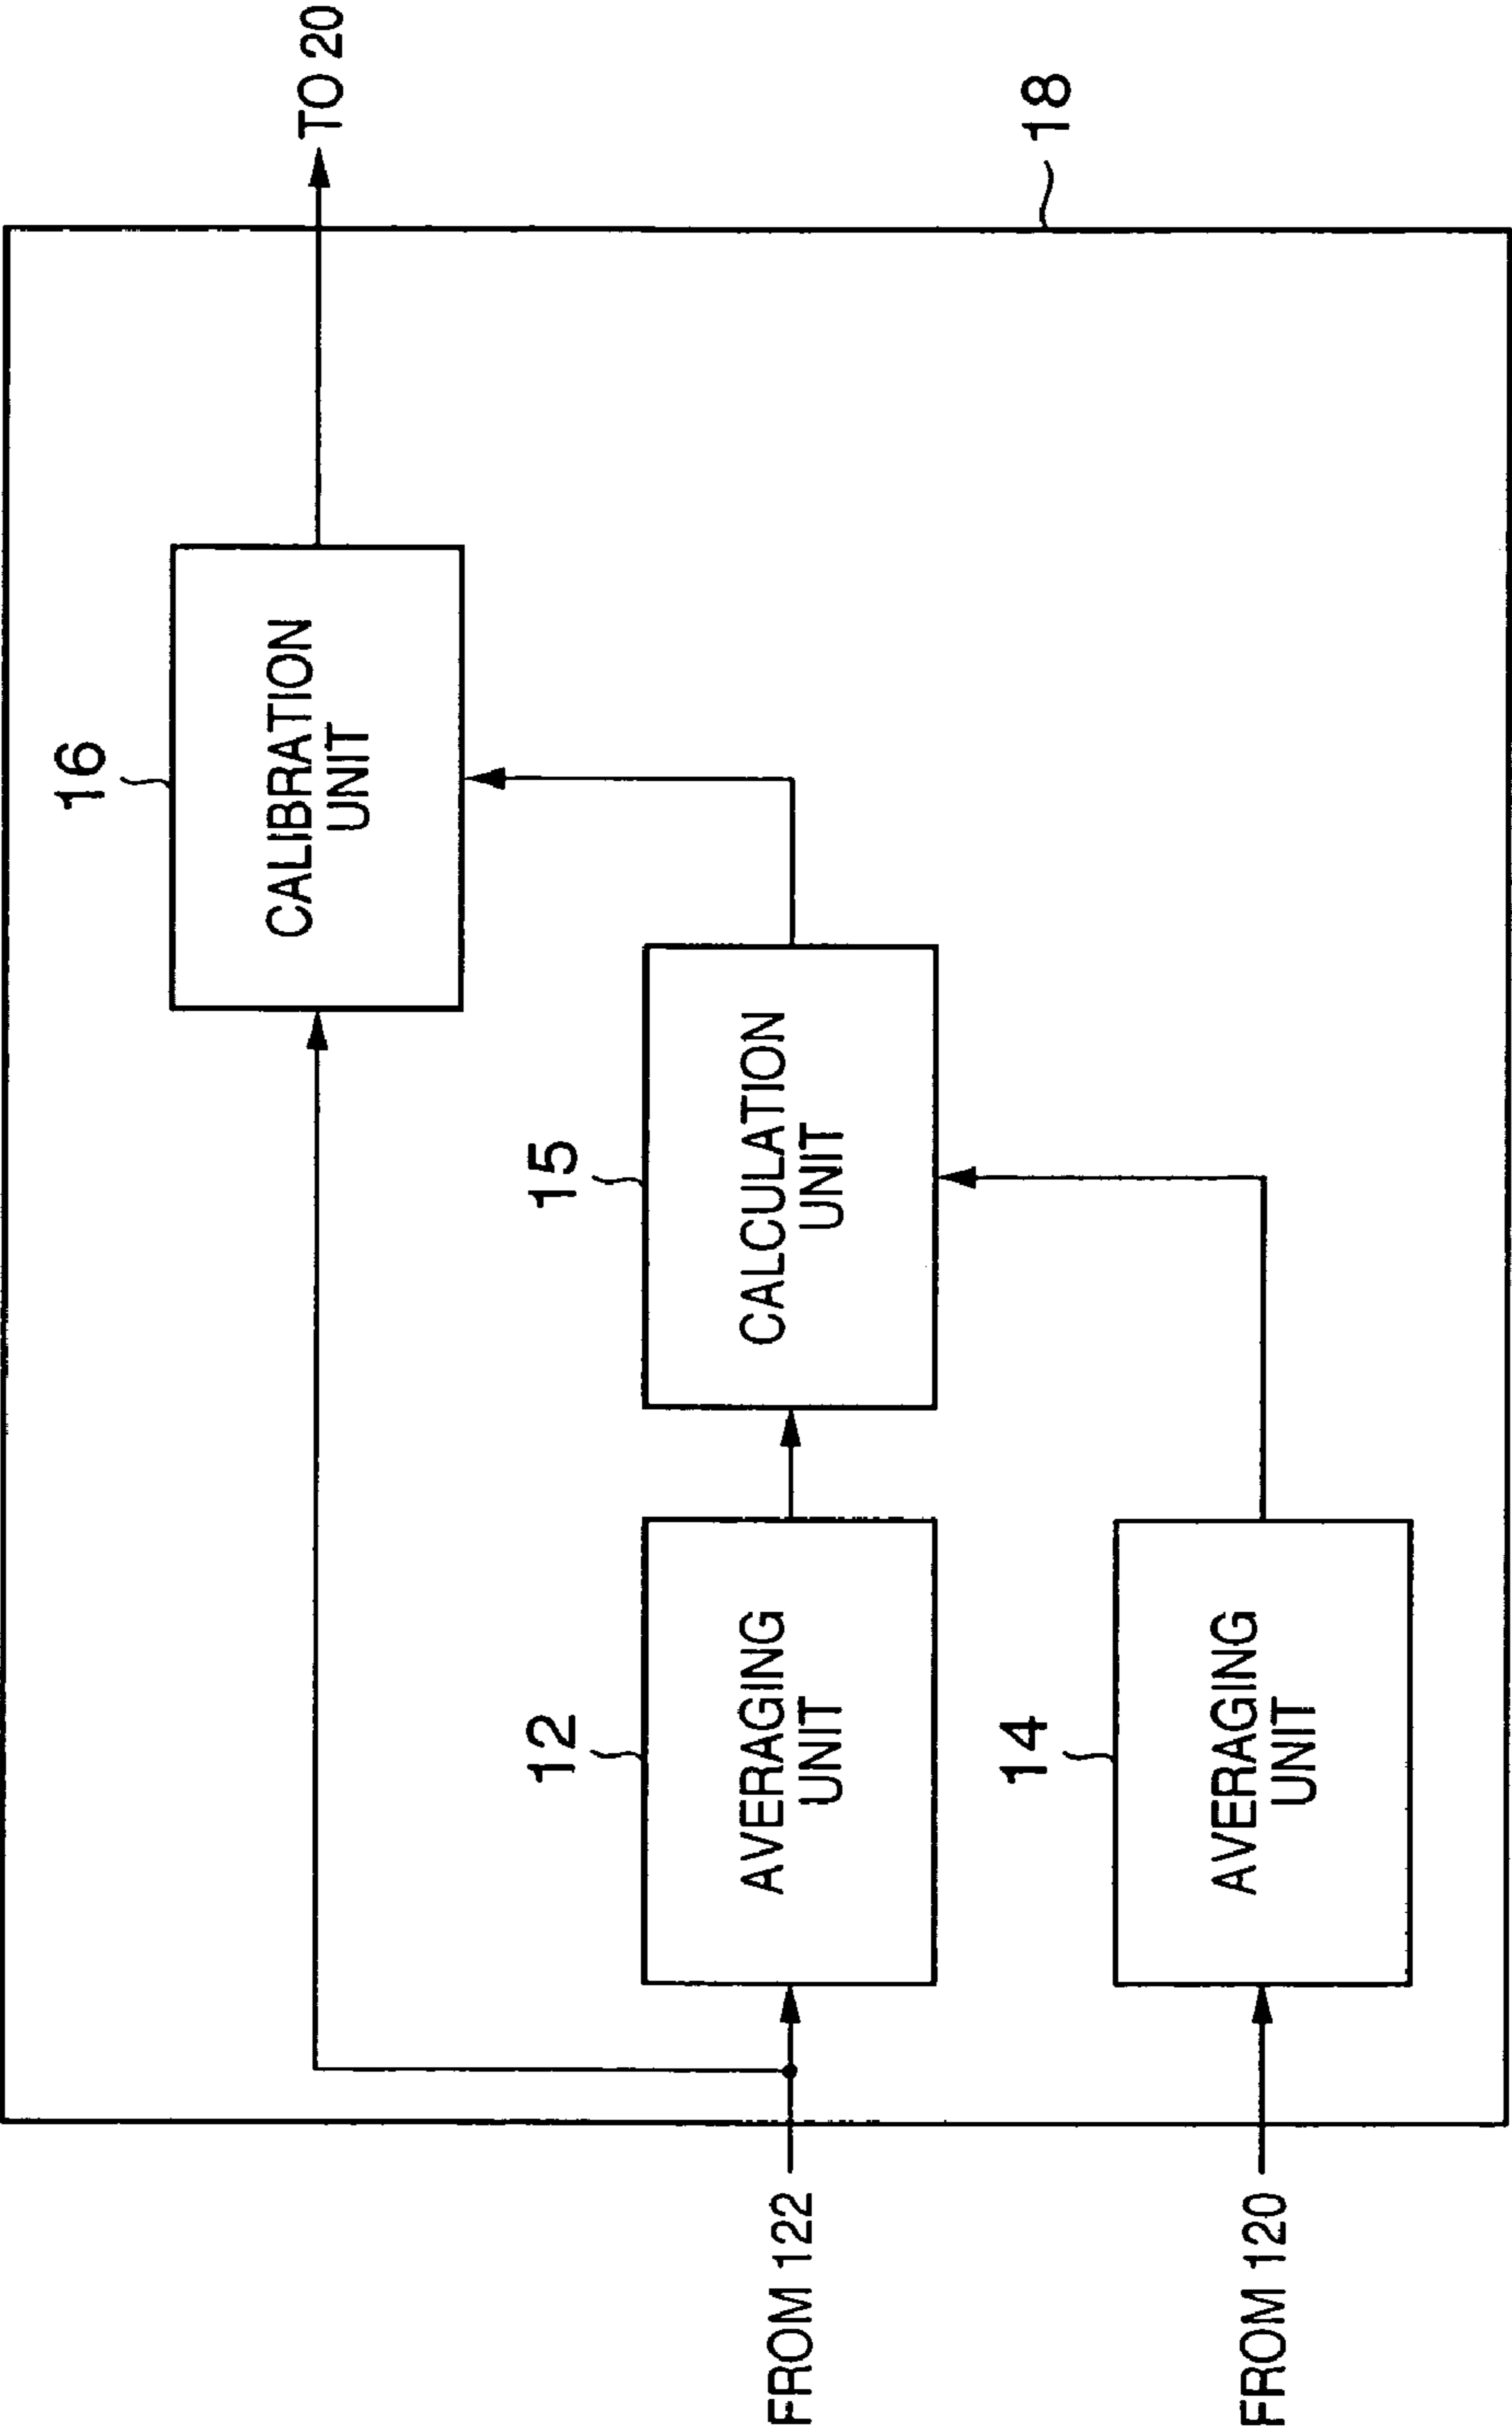 16
CALIBRATION
UNIT
TO 20
15
CALCULATION
UNIT
12
AVERAGING
UNIT
FROM 122
14
AVERAGING
UNIT
FROM 120
18